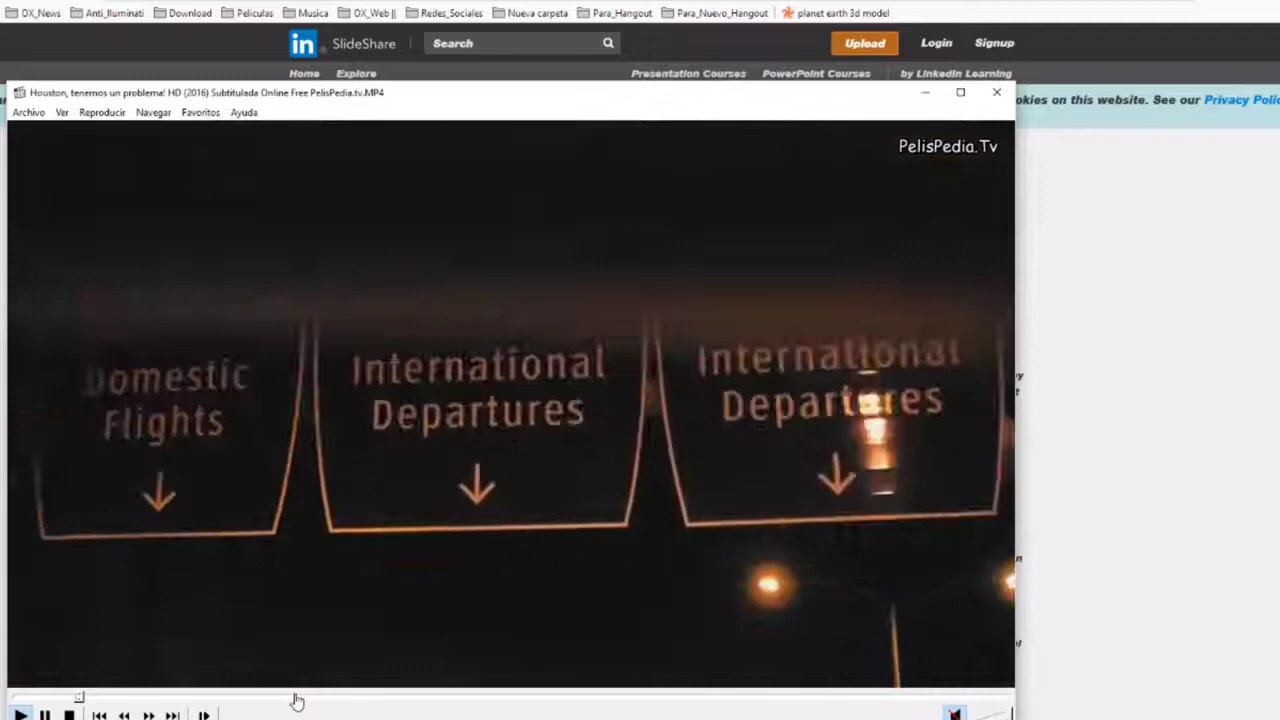 OX_News Anti_Iluminati Download Peliculas Musica OX_Web || Redes_Sociales Nueva carpeta Para_Hangout Para_Nuevo_Hangout planet earth 3d model
in SlideShare Search Upload Login Signup
Home Explore Presentation Courses PowerPoint Courses by LinkedIn Learning
okies on this website. See our Privacy Polic
Houston, tenemos un problema! HD (2016) Subtitulada Online Free PelisPedia.tv.MP4
Archivo Ver Reproducir Navegar Favoritos Ayuda
PelisPedia.Tv
Domestic
Flights
International
Departures
International
Departures